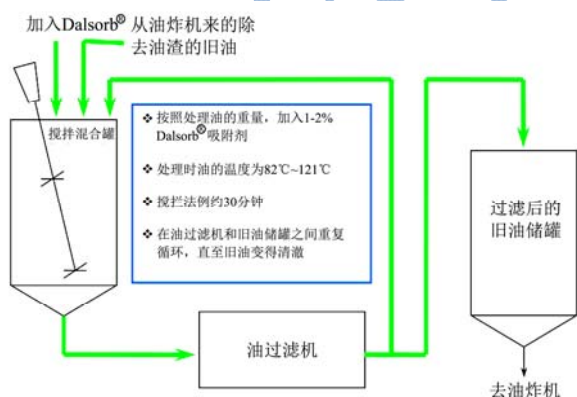 加入Dalsorb® 从油炸机来的除
去油渣的旧油
搅拌混合罐
❖ 按照处理油的重量，加入1-2%
Dalsorb®吸附剂
❖ 处理时油的温度为82℃~121℃
❖ 搅拦法例约30分钟
❖ 在油过滤机和旧油储罐之间重复
循环，直至旧油变得清澈
过滤后的
旧油储罐
油过滤机
去油炸机